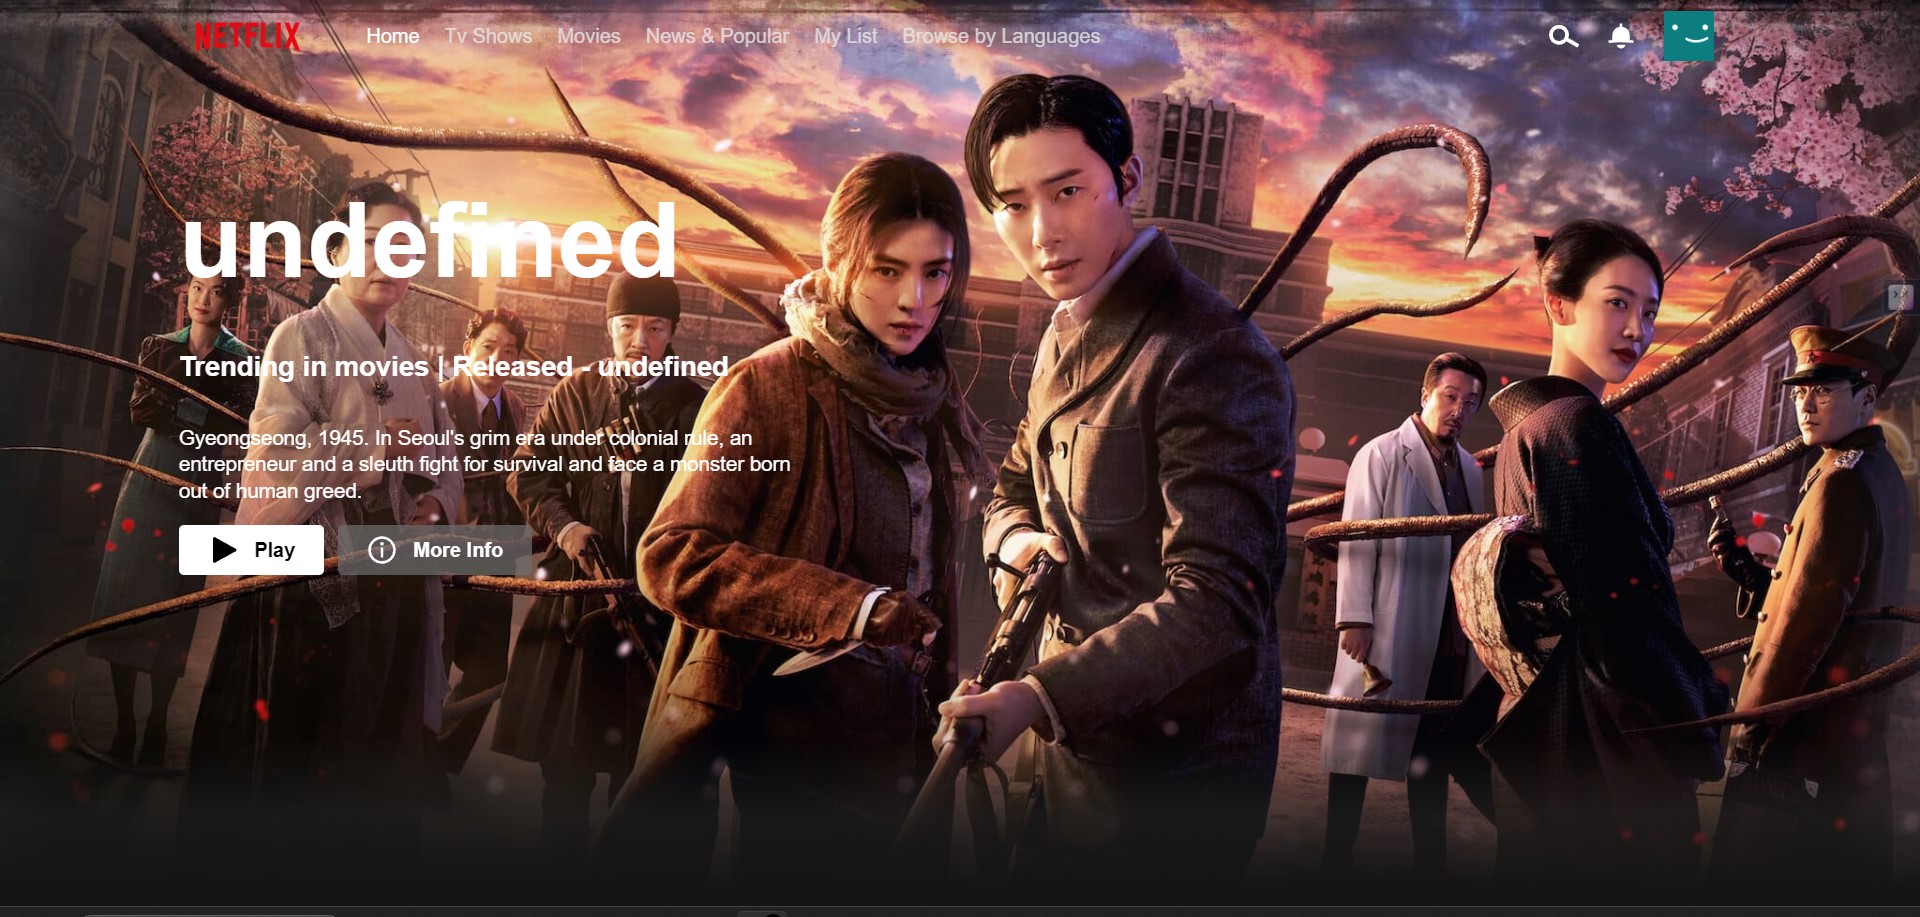 NETFLIX Home Tv Shows Movies News & Popular My List Browse by Languages
undefined
Trending in movies | Released - undefined
Gyeongseong, 1945. In Seoul's grim era under colonial rule, an
entrepreneur and a sleuth fight for survival and face a monster born
out of human greed.
Play More Info